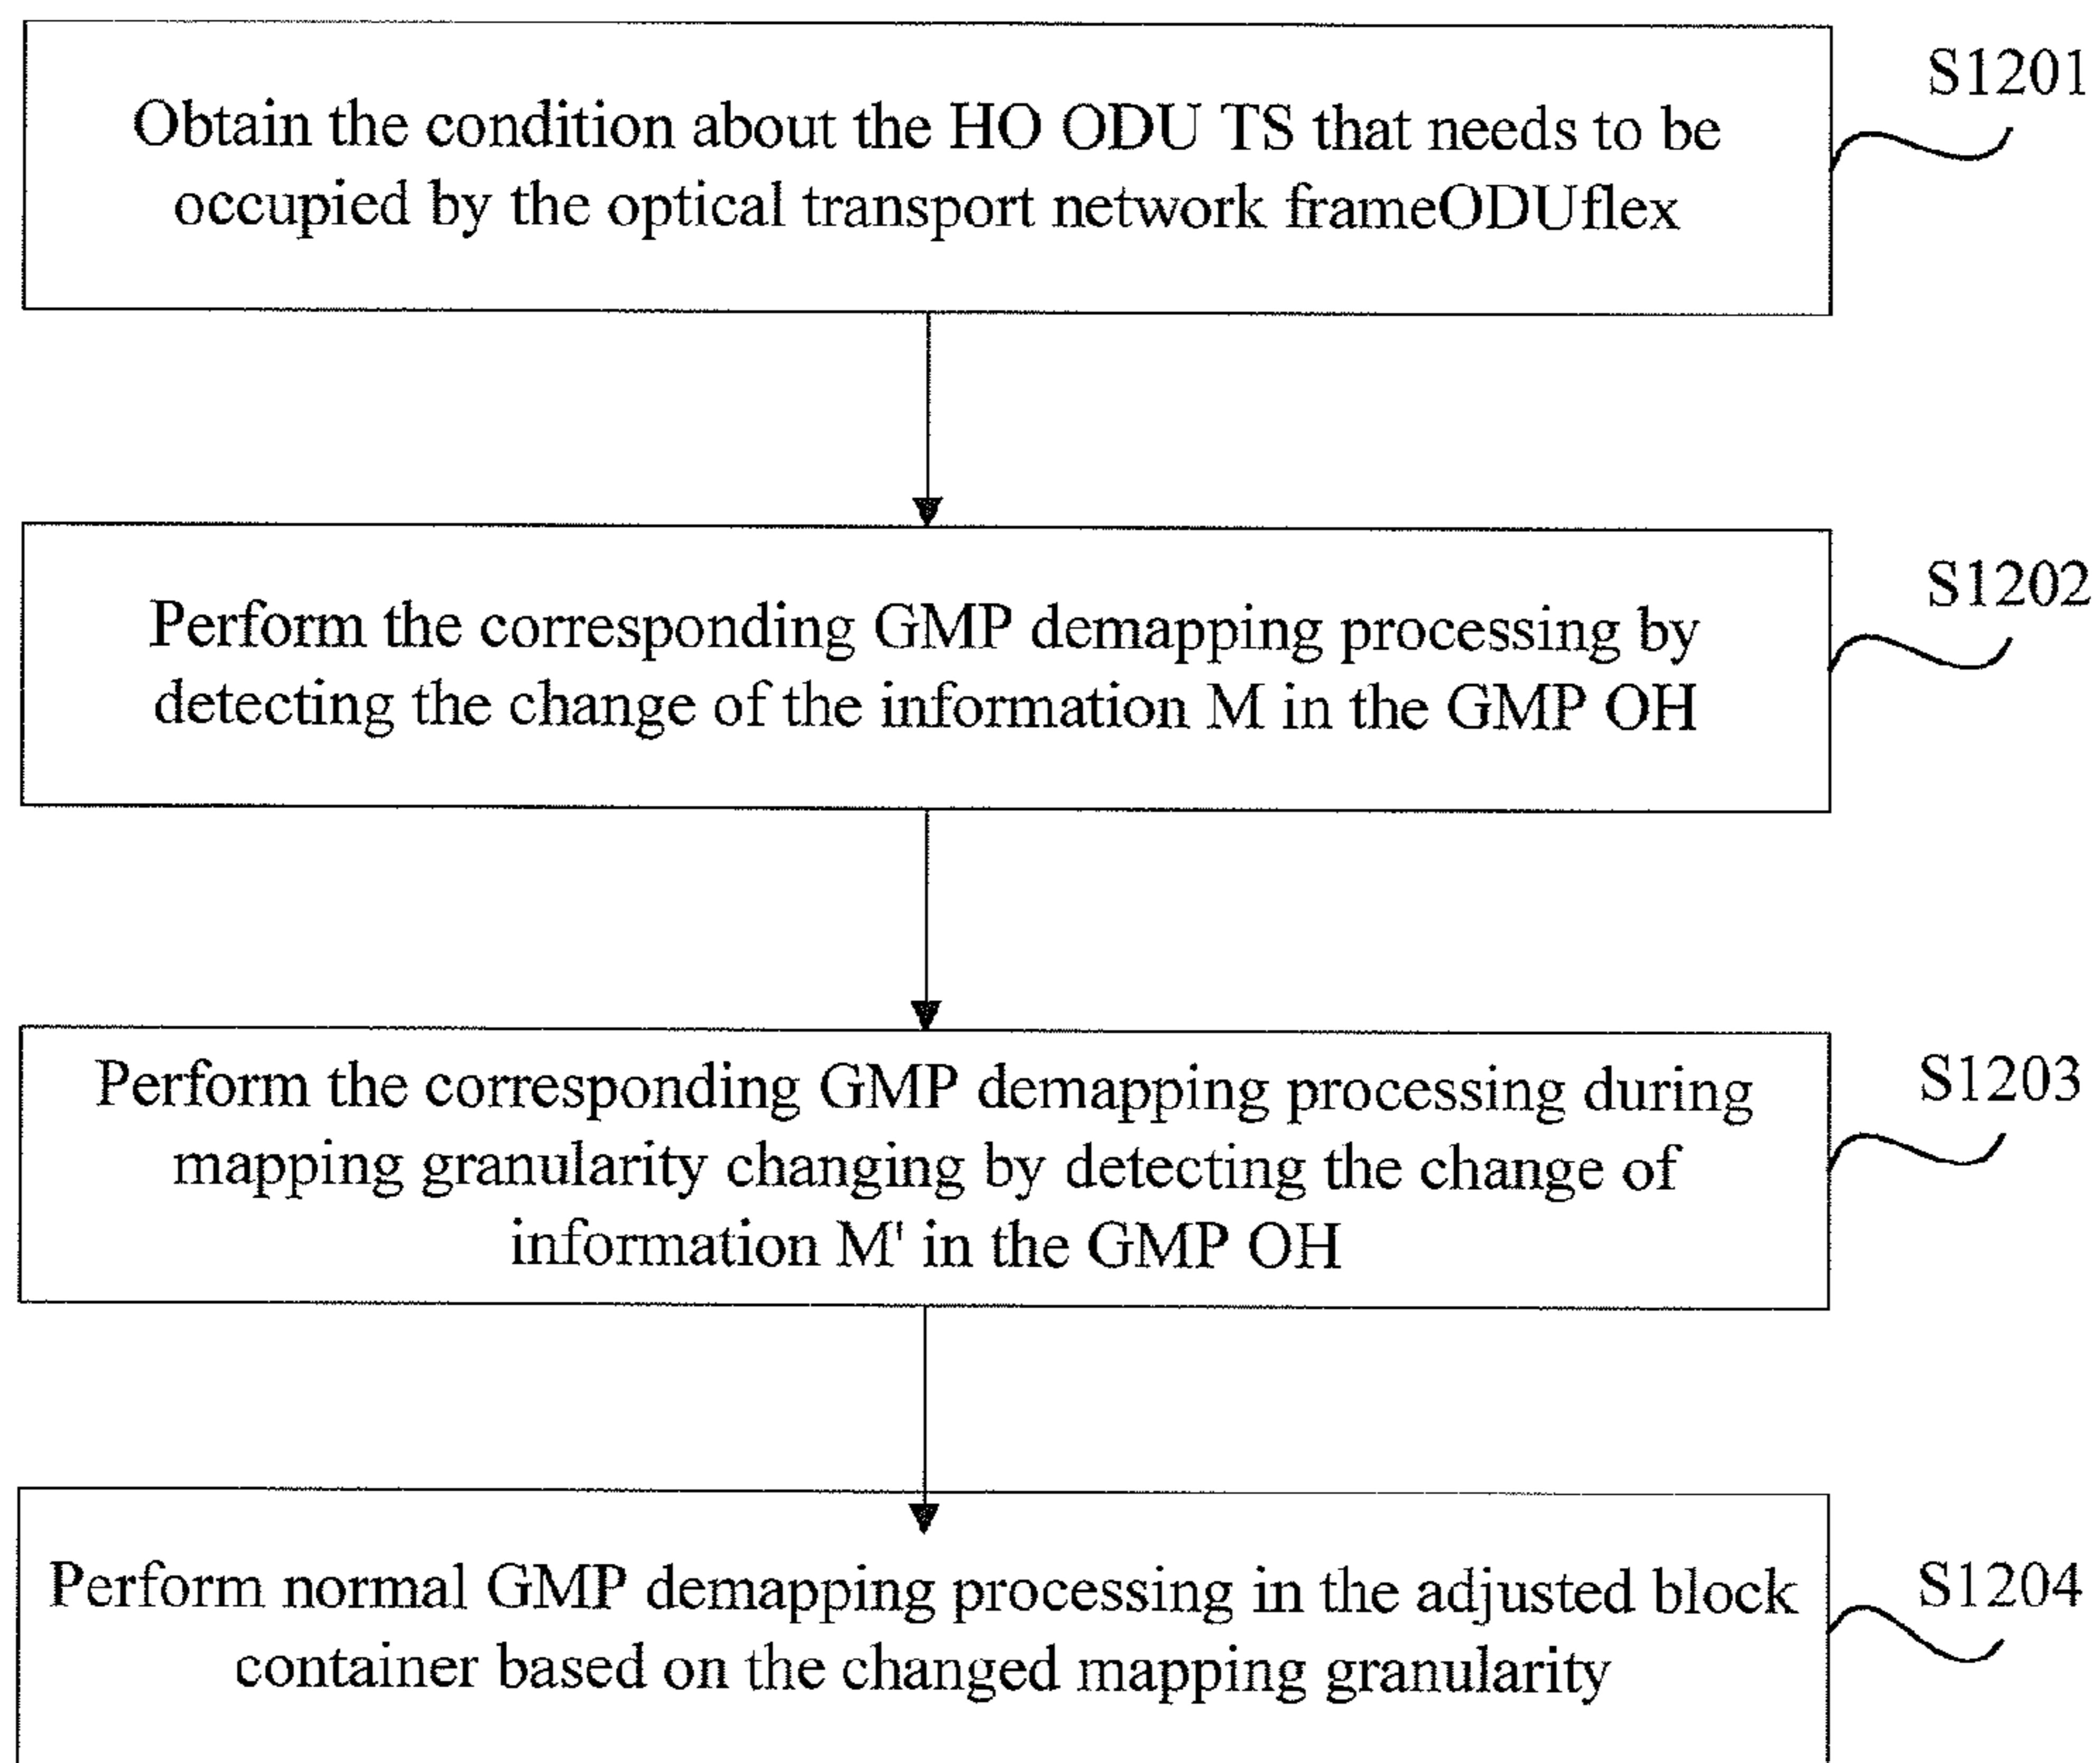 S1201
Obtain the condition about the HO ODU TS that needs to be
occupied by the optical transport network frameODUflex
S1202
Perform the corresponding GMP demapping processing by
detecting the change of the information M in the GMP OH
S1203
Perform the corresponding GMP demapping processing during
mapping granularity changing by detecting the change of
information M' in the GMP OH
S1204
Perform normal GMP demapping processing in the adjusted block
container based on the changed mapping granularity